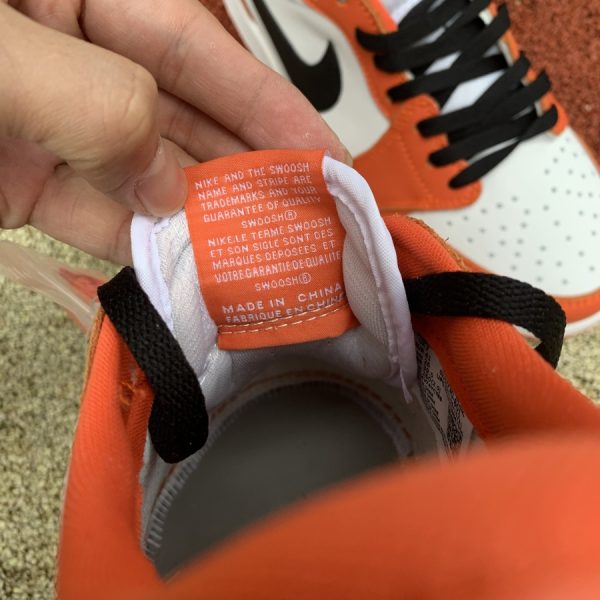 NIKE AND THE SWOOSH
NAME AND STRIPE ARE
TRADEMARKS AND YOUR
GUARANTEE OF QUALITY
SWOOSH®
NIKE.LE TERME SWOOSH
ET SON SIGLE SONT DES
MARQUES DEPOSEES ET
VOTRE GARANTIE DE QUALITE
SWOOSH®
MADE IN CHINA
FABRIQUE EN CHINE